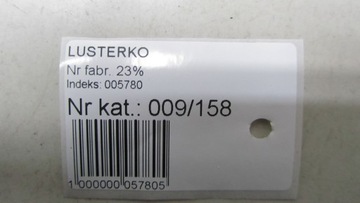 LUSTERKO
Nr fabr. 23%
Indeks: 005780
Nr kat.: 009/158
1 000000 057805